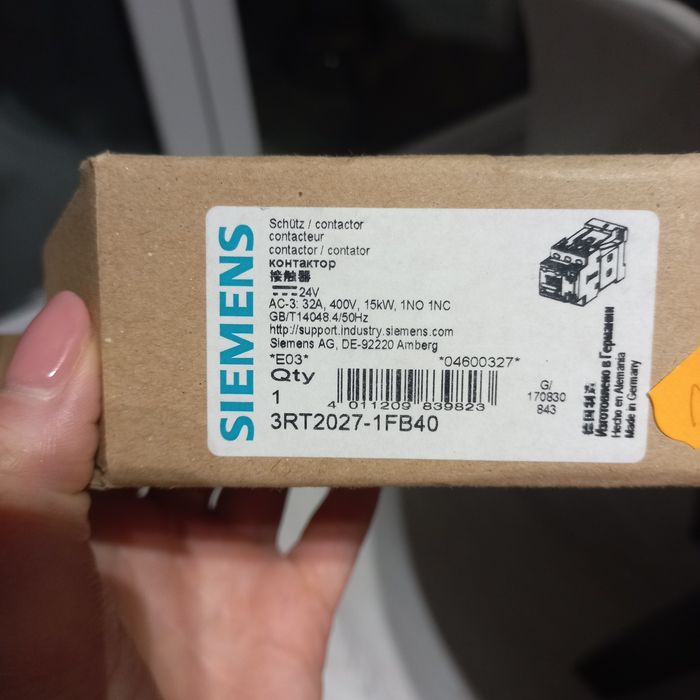 SIEMENS
Schütz / contactor
contacteur
contactor / contator
контактор
接触器
24V
AC-3: 32A, 400V, 15kW, 1NO 1NC
GB/T14048.4/50Hz
http://support.industry.siemens.com
Siemens AG, DE-92220 Amberg
*E03* *04600327*
Qty
1
4 011209 839823
3RT2027-1FB40
G/
170830
843
德国制造
Изготовлено в Германии
Hecho en Alemania
Made in Germany